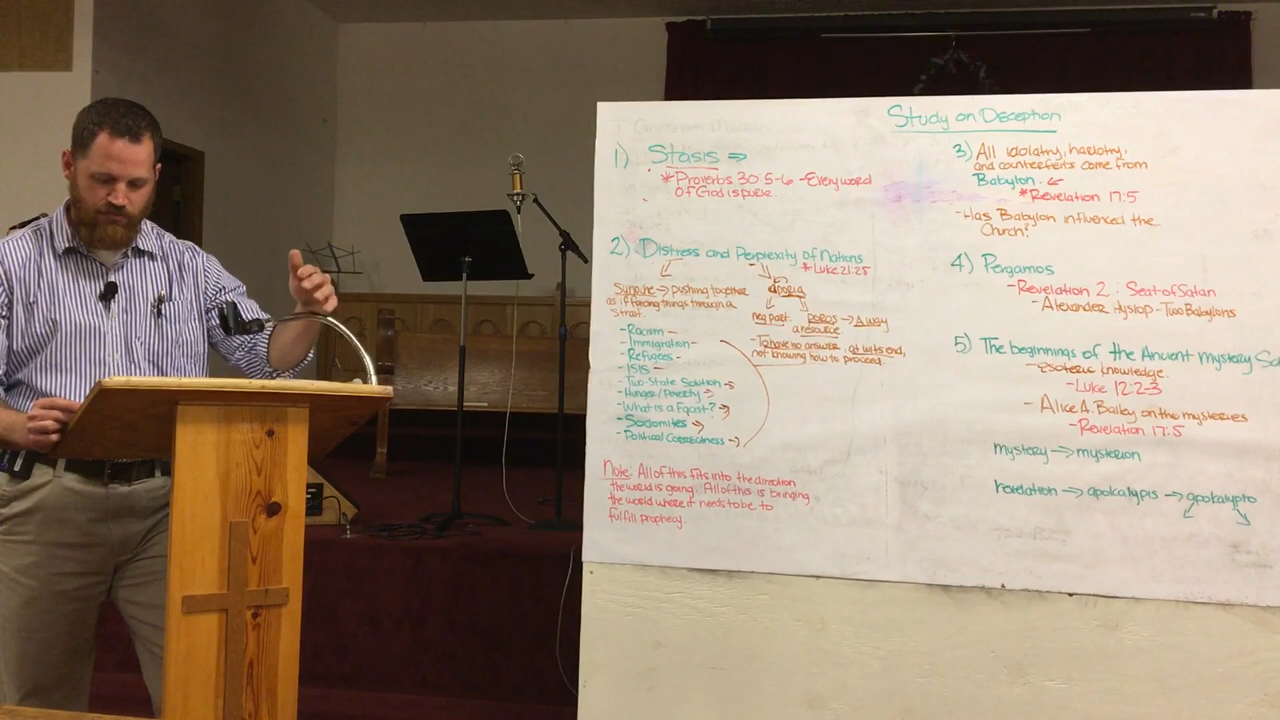 Study on Deception
1) Stasis ⇒
*Proverbs 30:5-6 - Every word
of God is pure.
2) Distress and Perplexity of Nations
*Luke 21:25
Synoche → pushing together
as if forcing things through a
strait.
aporia
neg part.
poros → A way
a resource
- To have no answer, at wits end,
not knowing how to proceed.
- Racism -
- Immigration -
- Refugees -
- ISIS -
- Two-State Solution →
- Hunger/Poverty →
- What is a Facist? →
- Sodomites →
- Political Correctness →
Note: All of this fits into the direction
the world is going. All of this is bringing
the world where it needs to be to
fulfill prophecy.
3) All idolatry, harlotry,
and counterfeits come from
Babylon. ←
*Revelation 17:5
- Has Babylon influenced the
Church?
4) Pergamos
- Revelation 2: Seat of Satan
- Alexander Hyslop - Two Babylons
5) The beginnings of the Ancient Mystery
- esoteric knowledge.
- Luke 12:2-3
- Alice A. Bailey on the mysteries
- Revelation 17:5
mystery → mysterion
revelation → apokalypis → apokalypto